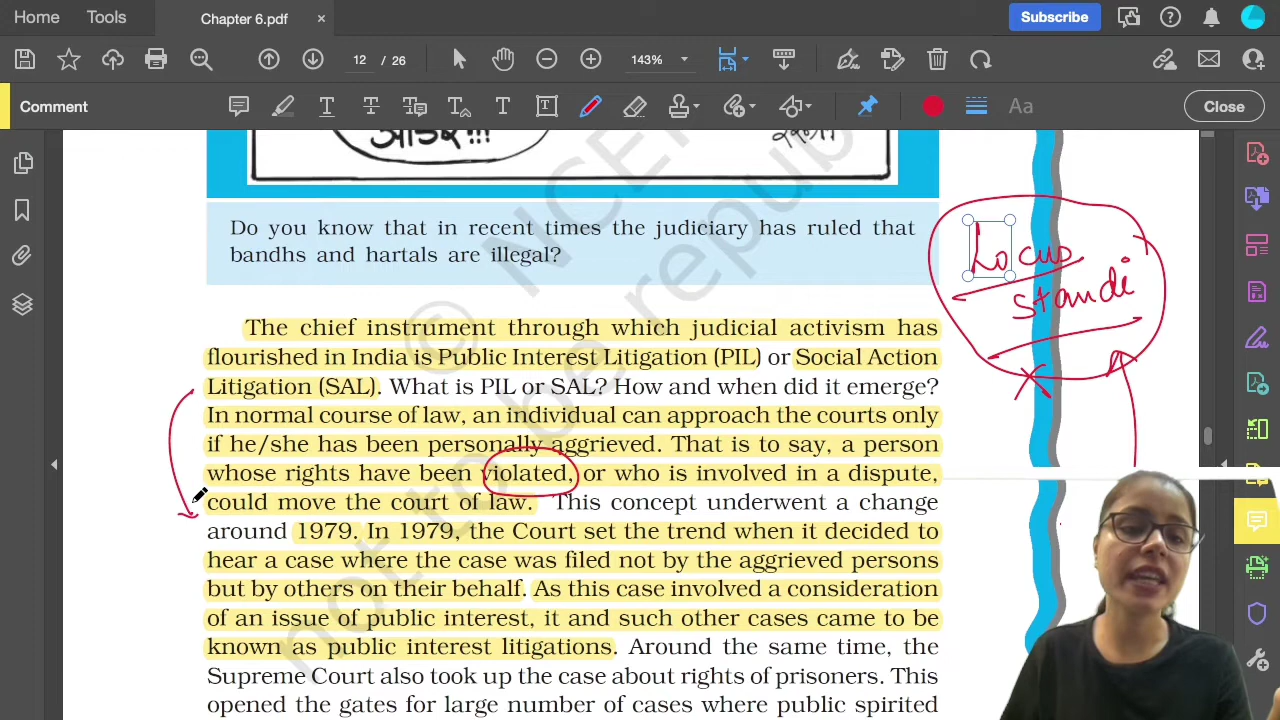 Home Tools Chapter 6.pdf × Subscribe
12 / 26 143%
Comment Aa Close
Do you know that in recent times the judiciary has ruled that
bandhs and hartals are illegal?
Locus
standi
The chief instrument through which judicial activism has
flourished in India is Public Interest Litigation (PIL) or Social Action
Litigation (SAL). What is PIL or SAL? How and when did it emerge?
In normal course of law, an individual can approach the courts only
if he/she has been personally aggrieved. That is to say, a person
whose rights have been violated, or who is involved in a dispute,
could move the court of law. This concept underwent a change
around 1979. In 1979, the Court set the trend when it decided to
hear a case where the case was filed not by the aggrieved persons
but by others on their behalf. As this case involved a consideration
of an issue of public interest, it and such other cases came to be
known as public interest litigations. Around the same time, the
Supreme Court also took up the case about rights of prisoners. This
opened the gates for large number of cases where public spirited
not to be repub